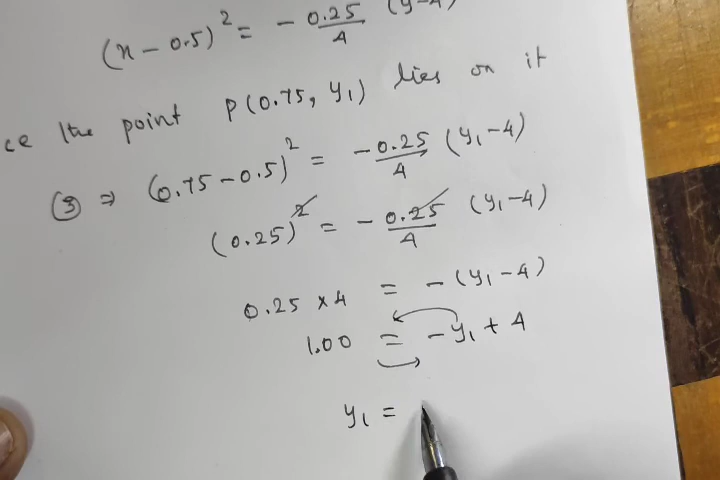 (x - 0.5)² = - 0.25/4 (y-4)
ce the point P(0.75, y₁) lies on it
(3) ⇒ (0.75-0.5)² = -0.25/4 (y₁-4)
(0.25)² = - 0.25/4 (y₁-4)
0.25 x 4 = -(y₁-4)
1.00 = -y₁ + 4
y₁ =